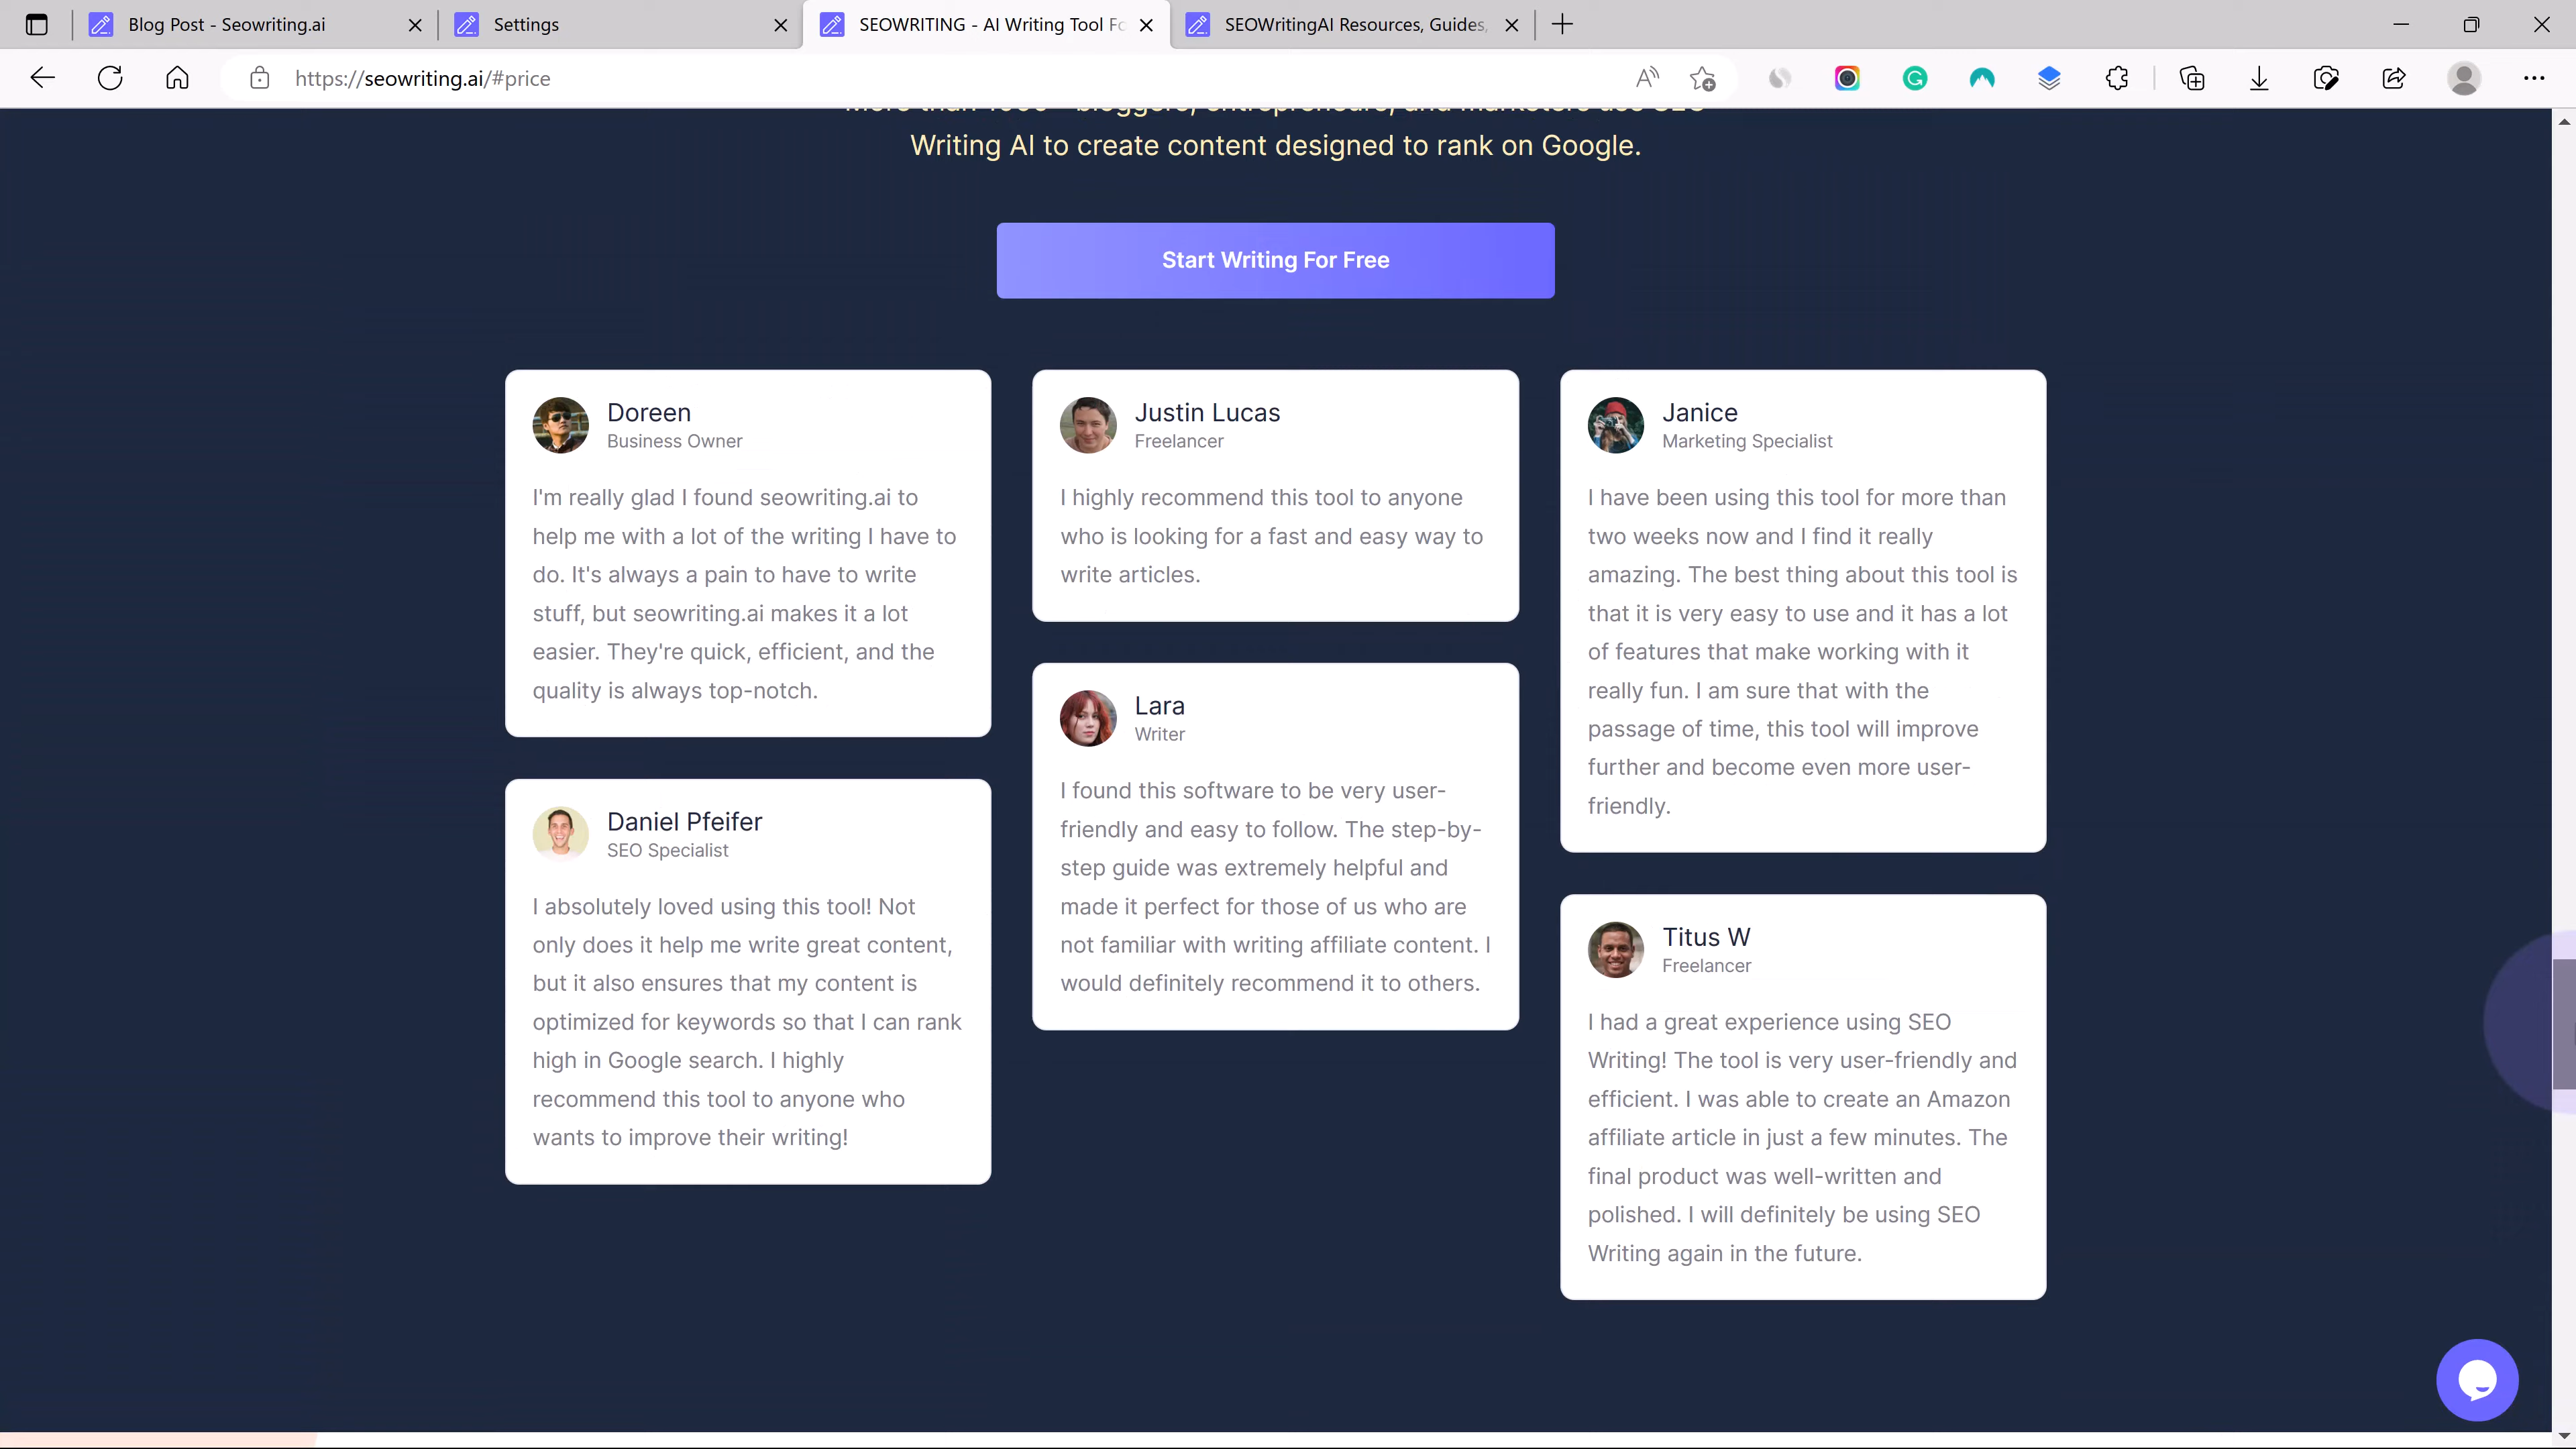 Blog Post - Seowriting.ai
Settings
SEOWRITING - AI Writing Tool Fo
SEOWritingAI Resources, Guides,
https://seowriting.ai/#price
Writing AI to create content designed to rank on Google.
Start Writing For Free
Doreen
Business Owner
I'm really glad I found seowriting.ai to
help me with a lot of the writing I have to
do. It's always a pain to have to write
stuff, but seowriting.ai makes it a lot
easier. They're quick, efficient, and the
quality is always top-notch.
Daniel Pfeifer
SEO Specialist
I absolutely loved using this tool! Not
only does it help me write great content,
but it also ensures that my content is
optimized for keywords so that I can rank
high in Google search. I highly
recommend this tool to anyone who
wants to improve their writing!
Justin Lucas
Freelancer
I highly recommend this tool to anyone
who is looking for a fast and easy way to
write articles.
Lara
Writer
I found this software to be very user-
friendly and easy to follow. The step-by-
step guide was extremely helpful and
made it perfect for those of us who are
not familiar with writing affiliate content. I
would definitely recommend it to others.
Janice
Marketing Specialist
I have been using this tool for more than
two weeks now and I find it really
amazing. The best thing about this tool is
that it is very easy to use and it has a lot
of features that make working with it
really fun. I am sure that with the
passage of time, this tool will improve
further and become even more user-
friendly.
Titus W
Freelancer
I had a great experience using SEO
Writing! The tool is very user-friendly and
efficient. I was able to create an Amazon
affiliate article in just a few minutes. The
final product was well-written and
polished. I will definitely be using SEO
Writing again in the future.